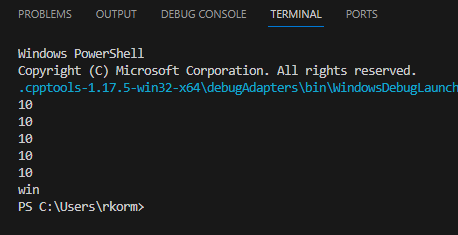 PROBLEMS OUTPUT DEBUG CONSOLE TERMINAL PORTS
Windows PowerShell
Copyright (C) Microsoft Corporation. All rights reserved.
.cpptools-1.17.5-win32-x64\debugAdapters\bin\WindowsDebugLaunch
10
10
10
10
10
win
PS C:\Users\rkorm>